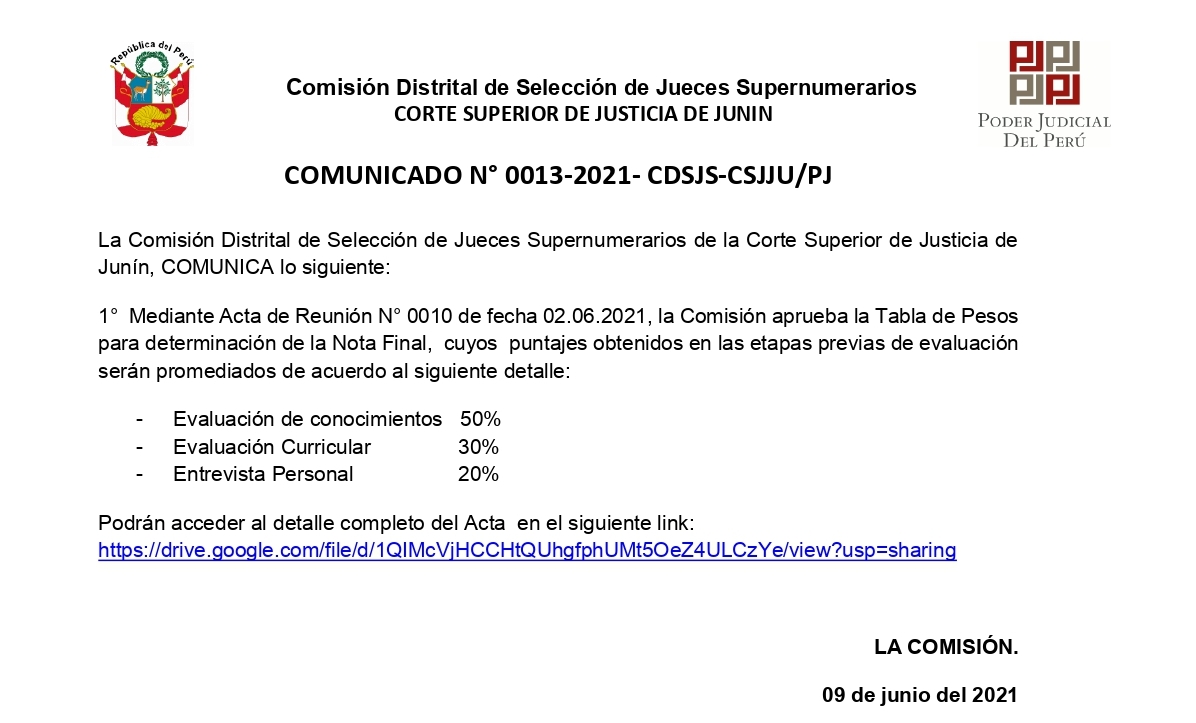 República del Perú
Comisión Distrital de Selección de Jueces Supernumerarios
CORTE SUPERIOR DE JUSTICIA DE JUNIN
PJ PJ
PJ PJ
PODER JUDICIAL
DEL PERÚ
COMUNICADO N° 0013-2021- CDSJS-CSJJU/PJ
La Comisión Distrital de Selección de Jueces Supernumerarios de la Corte Superior de Justicia de
Junín, COMUNICA lo siguiente:
1° Mediante Acta de Reunión N° 0010 de fecha 02.06.2021, la Comisión aprueba la Tabla de Pesos
para determinación de la Nota Final, cuyos puntajes obtenidos en las etapas previas de evaluación
serán promediados de acuerdo al siguiente detalle:
- Evaluación de conocimientos 50%
- Evaluación Curricular 30%
- Entrevista Personal 20%
Podrán acceder al detalle completo del Acta en el siguiente link:
https://drive.google.com/file/d/1QIMcVjHCCHtQUhgfphUMt5OeZ4ULCzYe/view?usp=sharing
LA COMISIÓN.
09 de junio del 2021